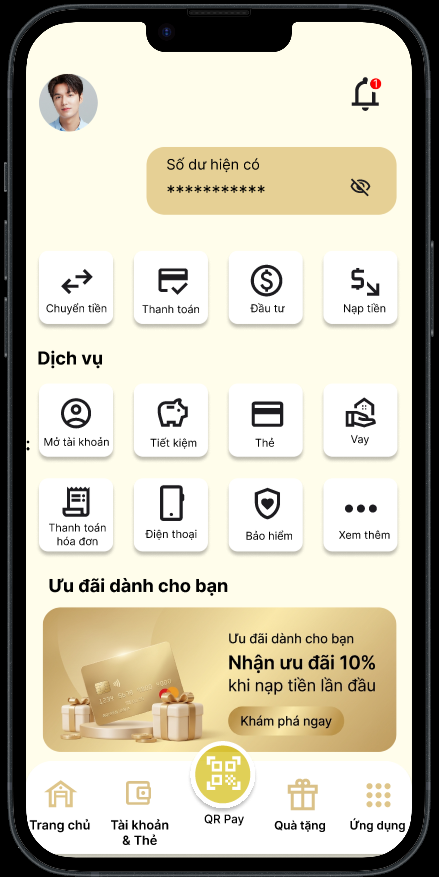 1
Số dư hiện có
***********
Chuyển tiền
Thanh toán
Đầu tư
Nạp tiền
Dịch vụ
Mở tài khoản
Tiết kiệm
Thẻ
Vay
:
Thanh toán
hóa đơn
Điện thoại
Bảo hiểm
Xem thêm
Ưu đãi dành cho bạn
Ưu đãi dành cho bạn
Nhận ưu đãi 10%
khi nạp tiền lần đầu
Khám phá ngay
Trang chủ
Tài khoản
& Thẻ
QR Pay
Quà tặng
Ứng dụng